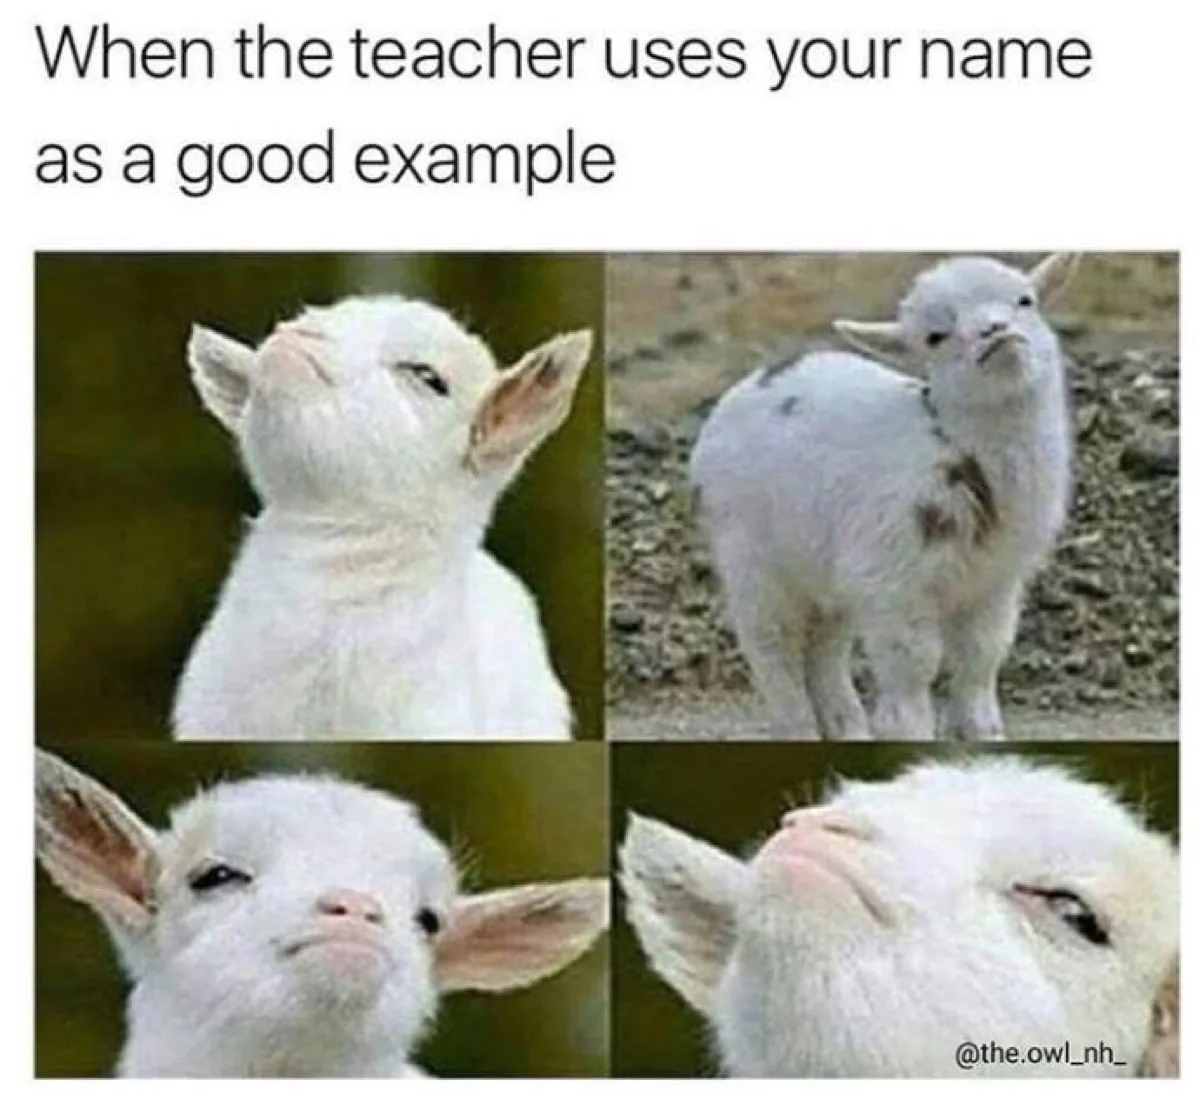 When the teacher uses your name
as a good example
@the.owl_nh_